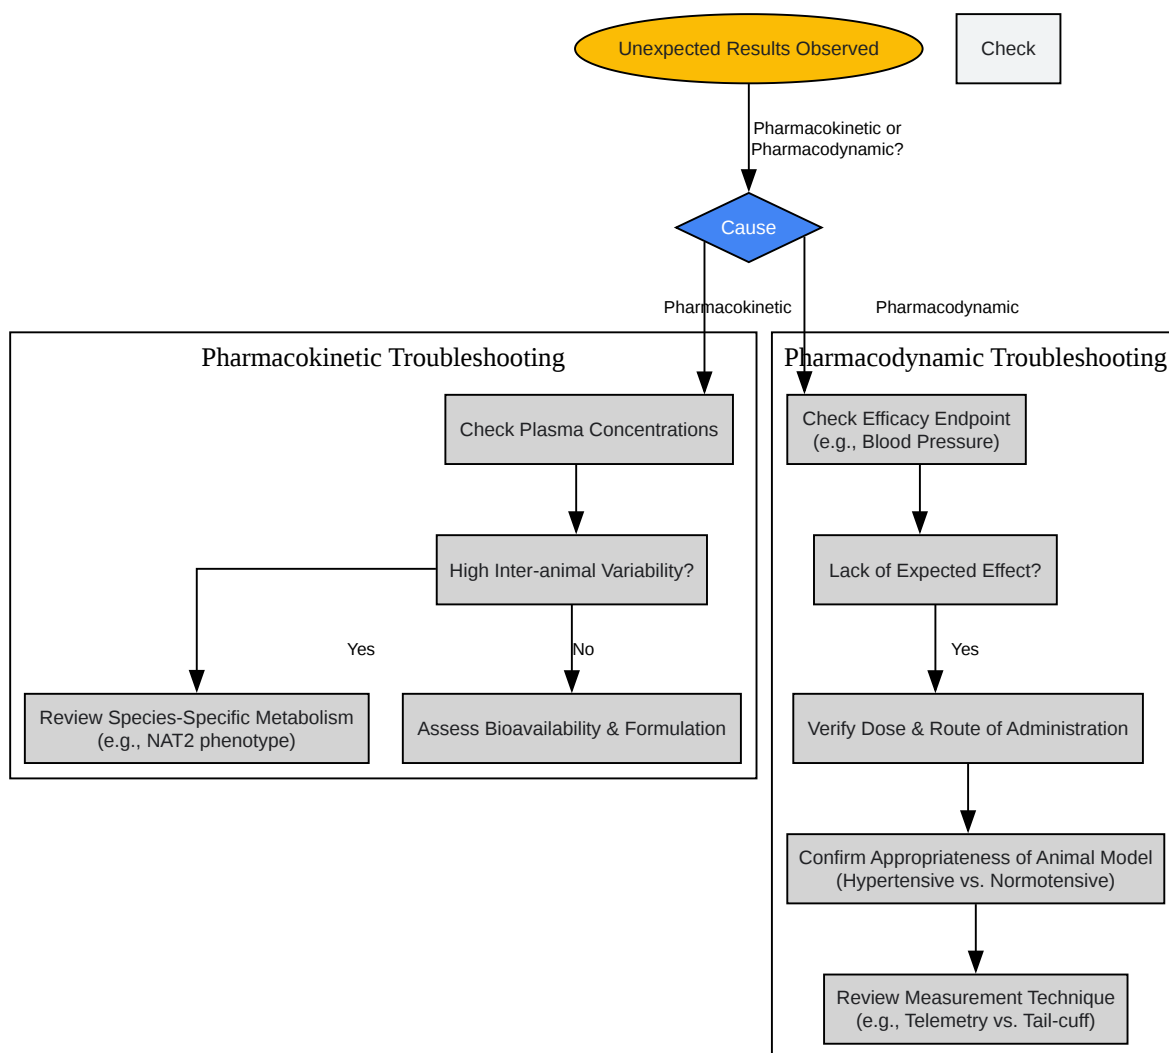 Unexpected Results Observed
Check
Pharmacokinetic or
Pharmacodynamic?
Cause
Pharmacokinetic
Pharmacodynamic
Pharmacokinetic Troubleshooting
Pharmacodynamic Troubleshooting
Check Plasma Concentrations
Check Efficacy Endpoint
(e.g., Blood Pressure)
High Inter-animal Variability?
Lack of Expected Effect?
Yes
No
Yes
Review Species-Specific Metabolism
(e.g., NAT2 phenotype)
Assess Bioavailability & Formulation
Verify Dose & Route of Administration
Confirm Appropriateness of Animal Model
(Hypertensive vs. Normotensive)
Review Measurement Technique
(e.g., Telemetry vs. Tail-cuff)